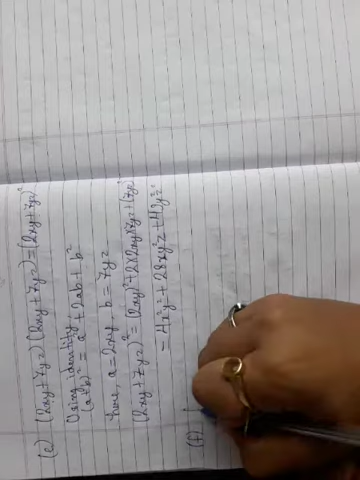 (e) (2xy+7yz)(2xy+7yz)=(2xy+7yz)²
Using identity,
(a+b)² = a² + 2ab + b²
here, a=2xy, b=7yz
(2xy+7yz)² = (2xy)²+2×2xy×7yz+(7yz)
= 4x²y²+28xy²z+49y²z²
(f) (